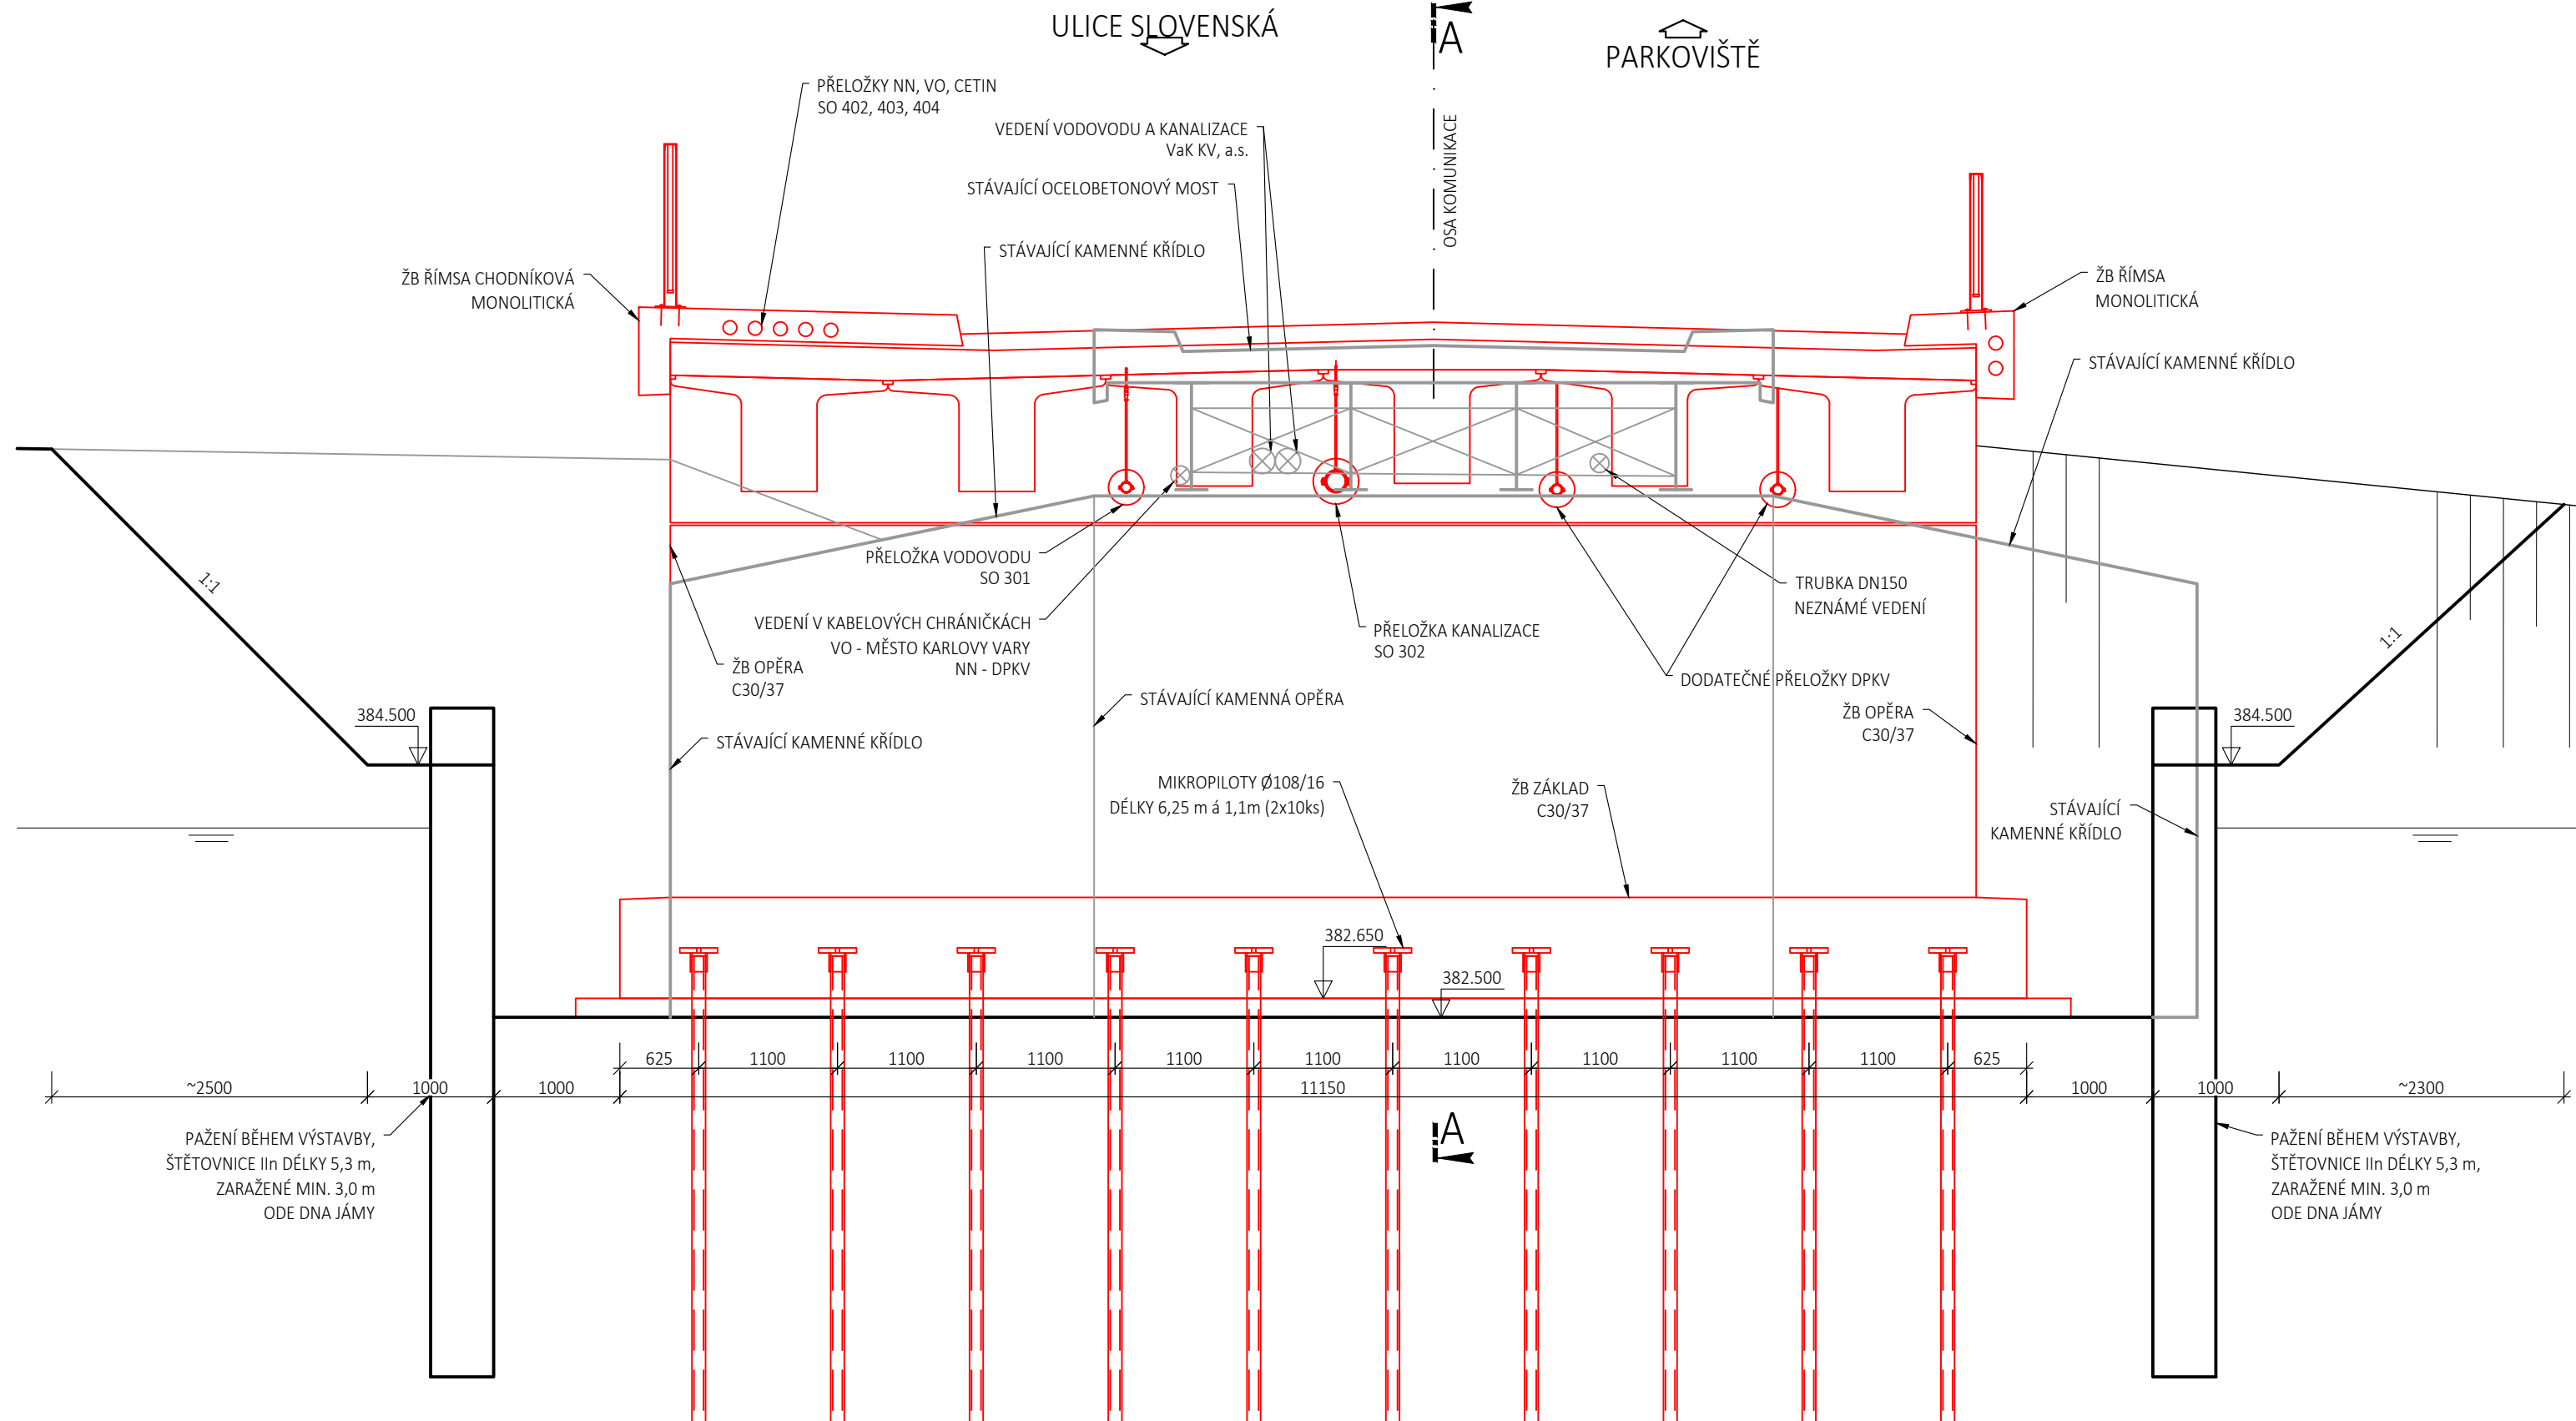 ULICE SLOVENSKÁ
A
PARKOVIŠTĚ
PŘELOŽKY NN, VO, CETIN
SO 402, 403, 404
VEDENÍ VODOVODU A KANALIZACE
VaK KV, a.s.
STÁVAJÍCÍ OCELOBETONOVÝ MOST
OSA KOMUNIKACE
STÁVAJÍCÍ KAMENNÉ KŘÍDLO
ŽB ŘÍMSA CHODNÍKOVÁ
MONOLITICKÁ
ŽB ŘÍMSA
MONOLITICKÁ
STÁVAJÍCÍ KAMENNÉ KŘÍDLO
1:1
PŘELOŽKA VODOVODU
SO 301
TRUBKA DN150
NEZNÁMÉ VEDENÍ
VEDENÍ V KABELOVÝCH CHRÁNIČKÁCH
VO - MĚSTO KARLOVY VARY
NN - DPKV
PŘELOŽKA KANALIZACE
SO 302
1:1
ŽB OPĚRA
C30/37
DODATEČNÉ PŘELOŽKY DPKV
STÁVAJÍCÍ KAMENNÁ OPĚRA
ŽB OPĚRA
C30/37
384.500
384.500
STÁVAJÍCÍ KAMENNÉ KŘÍDLO
MIKROPILOTY Ø108/16
DÉLKY 6,25 m á 1,1m (2x10ks)
ŽB ZÁKLAD
C30/37
STÁVAJÍCÍ
KAMENNÉ KŘÍDLO
382.650
382.500
625 1100 1100 1100 1100 1100 1100 1100 1100 1100 625
~2500 1000 1000 11150 1000 1000 ~2300
A
PAŽENÍ BĚHEM VÝSTAVBY,
ŠTĚTOVNICE IIn DÉLKY 5,3 m,
ZARAŽENÉ MIN. 3,0 m
ODE DNA JÁMY
PAŽENÍ BĚHEM VÝSTAVBY,
ŠTĚTOVNICE IIn DÉLKY 5,3 m,
ZARAŽENÉ MIN. 3,0 m
ODE DNA JÁMY